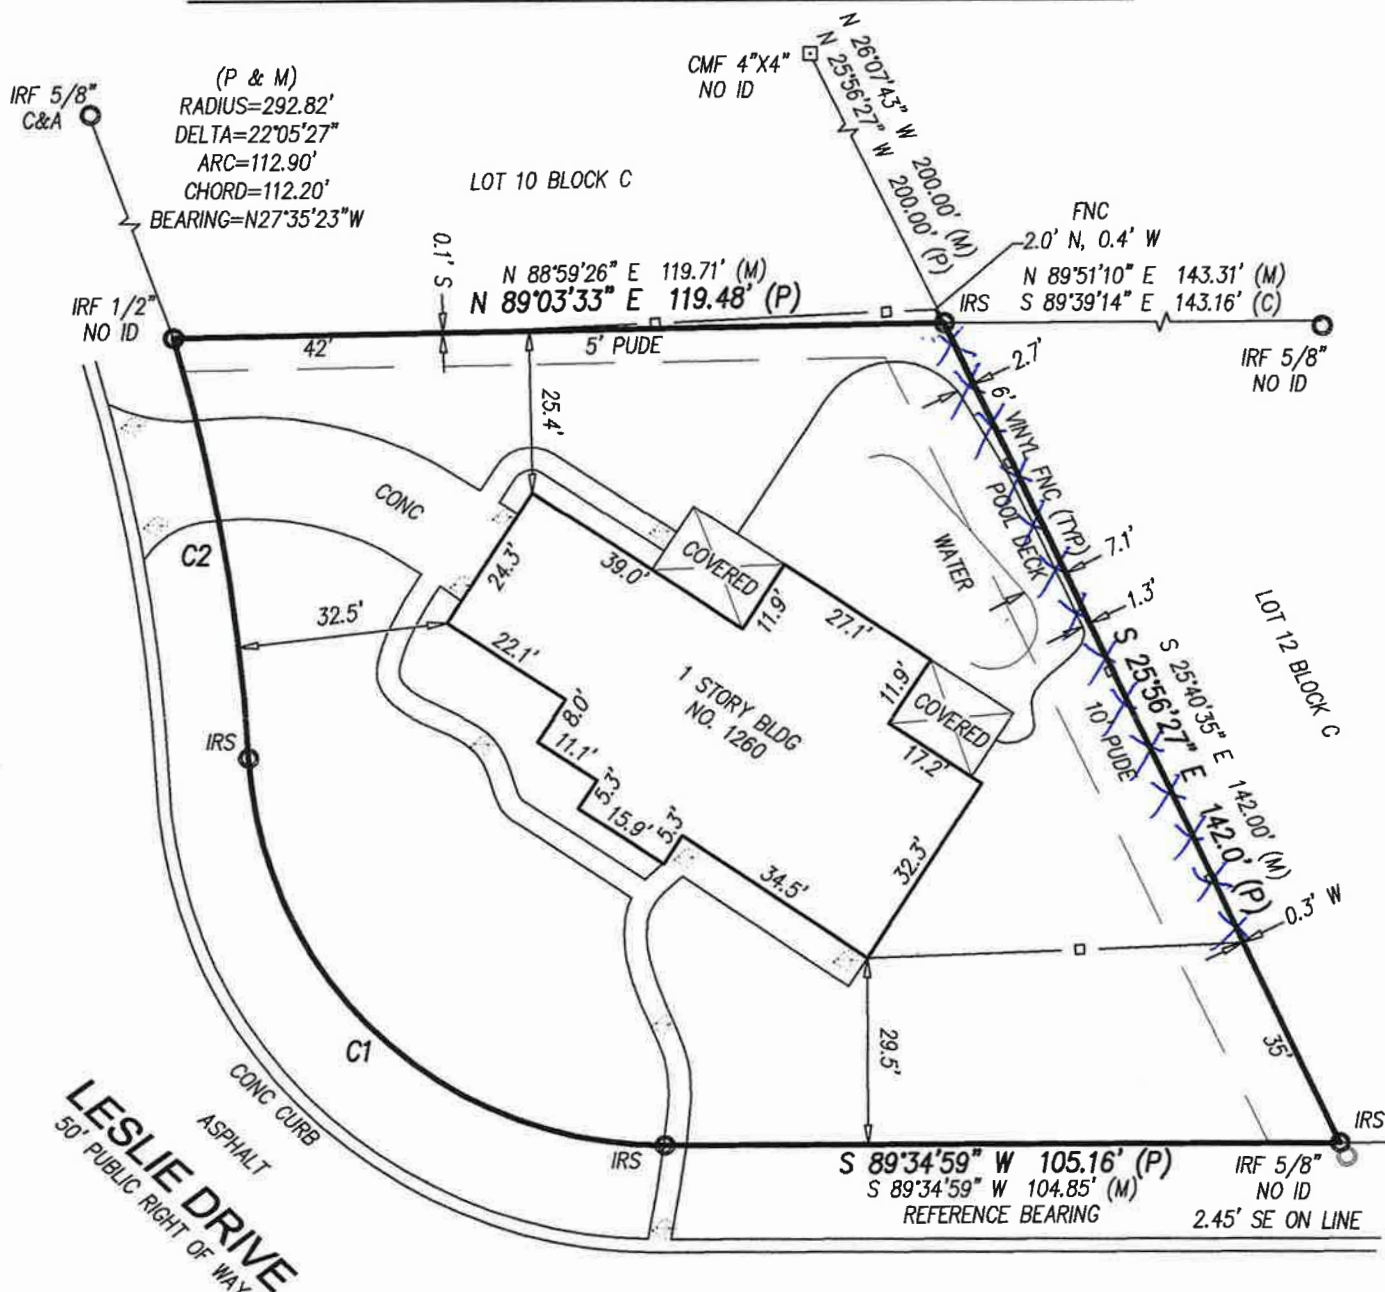 IRF 5/8"
C&A
(P & M)
RADIUS=292.82'
DELTA=22°05'27"
ARC=112.90'
CHORD=112.20'
BEARING=N27°35'23"W
LOT 10 BLOCK C
CMF 4"X4"
NO ID
N 26°07'43" W 200.00' (M)
N 25°56'27" W 200.00' (P)
FNC
2.0' N, 0.4' W
N 89°51'10" E 143.31' (M)
S 89°39'14" E 143.16' (C)
IRS
IRF 5/8"
NO ID
IRF 1/2"
NO ID
0.1' S
N 88°59'26" E 119.71' (M)
N 89°03'33" E 119.48' (P)
42'
5' PUDE
25.4'
2.7'
6' VINYL FNC (TYP)
POOL DECK
WATER
7.1'
1.3'
CONC
C2
32.5'
24.3'
39.0'
COVERED
11.9'
27.1'
11.9'
COVERED
17.2'
22.1'
8.0'
11.1'
5.3'
15.9'
5.3'
34.5'
32.3'
1 STORY BLDG
NO. 1260
S 25°40'35" E 142.00' (M)
S 25°56'27" E 142.0' (P)
10' PUDE
LOT 12 BLOCK C
0.3' W
35'
29.5'
IRS
C1
CONC CURB
ASPHALT
LESLIE DRIVE
50' PUBLIC RIGHT OF WAY
IRS
S 89°34'59" W 105.16' (P)
S 89°34'59" W 104.85' (M)
REFERENCE BEARING
IRS
IRF 5/8"
NO ID
2.45' SE ON LINE